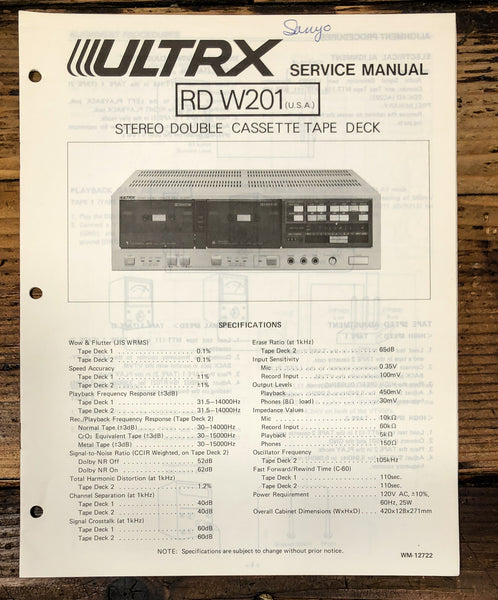 Sanyo
ULTRX SERVICE MANUAL
RD W201 (U.S.A.)
STEREO DOUBLE CASSETTE TAPE DECK
ULTRX
SPECIFICATIONS
Wow & Flutter (JIS WRMS)
Tape Deck 1 . . . . 0.1%
Tape Deck 2 . . . . 0.1%
Speed Accuracy
Tape Deck 1 . . . . ±1%
Tape Deck 2 . . . . ±1%
Playback Frequency Response (±3dB)
Tape Deck 1 . . . . 31.5–14000Hz
Tape Deck 2 . . . . 31.5–14000Hz
Rec./Playback Frequency Response (Tape Deck 2)
Normal Tape (±3dB) . . . . 30–14000Hz
CrO₂ Equivalent Tape (±3dB) . . . . 30–15000Hz
Metal Tape (±3dB) . . . . 30–15000Hz
Signal-to-Noise Ratio (CCIR Weighted, on Tape Deck 2)
Dolby NR Off . . . . 52dB
Dolby NR On . . . . 62dB
Total Harmonic Distortion (at 1kHz)
Tape Deck 2 . . . . 1.2%
Channel Separation (at 1kHz)
Tape Deck 1 . . . . 40dB
Tape Deck 2 . . . . 40dB
Signal Crosstalk (at 1kHz)
Tape Deck 1 . . . . 60dB
Tape Deck 2 . . . . 60dB
Erase Ratio (at 1kHz)
Tape Deck 2 . . . . 65dB
Input Sensitivity
Mic . . . . 0.35V
Record Input . . . . 100mV
Output Levels
Playback . . . . 450mV
Phones (8Ω load) . . . . 30mV
Impedance Values
Mic . . . . 10kΩ
Record Input . . . . 60kΩ
Playback . . . . 5kΩ
Phones . . . . 150Ω
Oscillator Frequency
Tape Deck 2 . . . . 105kHz
Fast Forward/Rewind Time (C-60)
Tape Deck 1 . . . . 110sec.
Tape Deck 2 . . . . 110sec.
Power Requirement . . . . 120V AC, ±10%,
60Hz, 25W
Overall Cabinet Dimensions (WxHxD) . . . . 420x128x271mm
NOTE: Specifications are subject to change without prior notice.
WM-12722